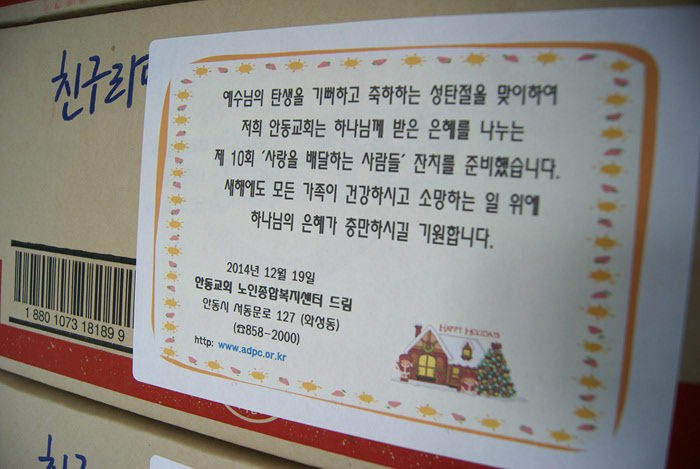 친구라면
예수님의 탄생을 기뻐하고 축하하는 성탄절을 맞이하여
저희 안동교회는 하나님께 받은 은혜를 나누는
제 10회 '사랑을 배달하는 사람들' 잔치를 준비했습니다.
새해에도 모든 가족이 건강하시고 소망하는 일 위에
하나님의 은혜가 충만하시길 기원합니다.
2014년 12월 19일
안동교회 노인종합복지센터 드림
안동시 서동문로 127 (화성동)
(☎858-2000)
http: www.adpc.or.kr
HAPPY HOLIDAYS
1 880 1073 18189 9
친구